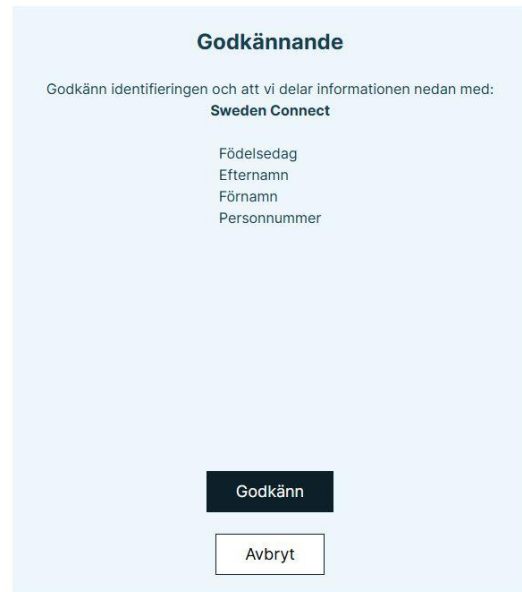 Godkännande
Godkänn identifieringen och att vi delar informationen nedan med:
Sweden Connect
Födelsedag
Efternamn
Förnamn
Personnummer
Godkänn
Avbryt